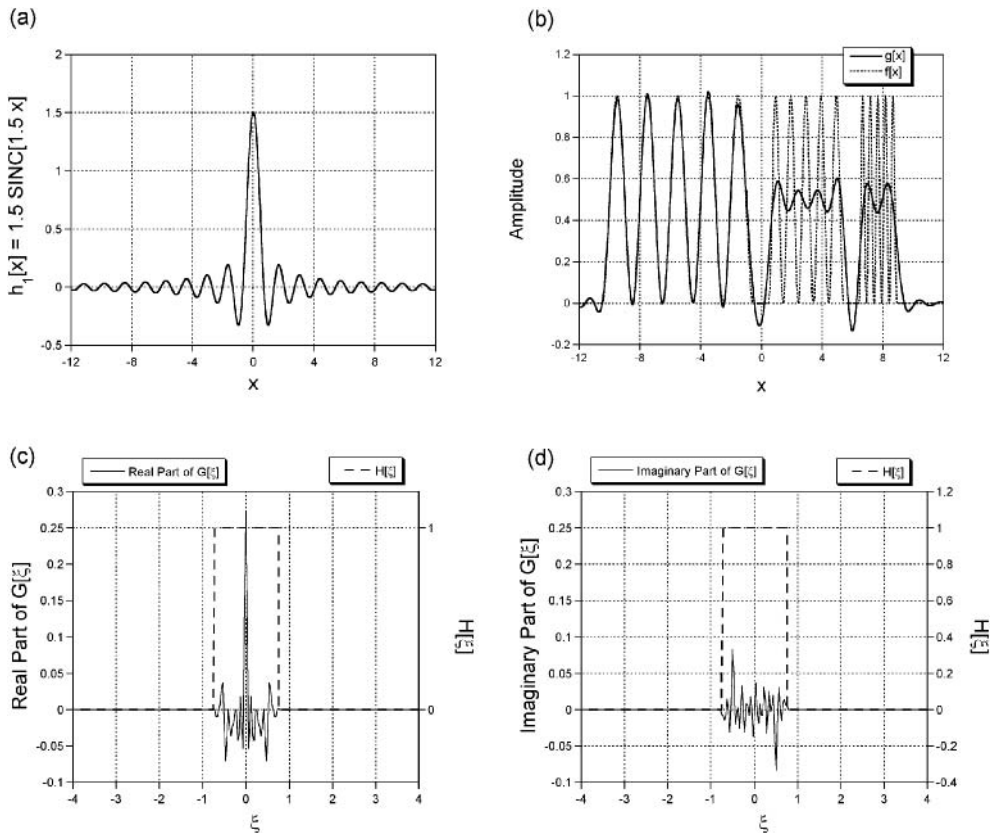 (a)
2
1.5
1
0.5
0
-0.5
h₁[x] = 1.5 SINC[1.5 x]
-12 -8 -4 0 4 8 12
x
(b)
g[x]
f[x]
1.2
1
0.8
0.6
0.4
0.2
0
-0.2
Amplitude
-12 -8 -4 0 4 8 12
x
(c)
Real Part of G[ξ]
H[ξ]
0.3
0.25
0.2
0.15
0.1
0.05
0
-0.05
-0.1
Real Part of G[ξ]
1
0
H[ξ]
-4 -3 -2 -1 0 1 2 3 4
ξ
(d)
Imaginary Part of G[ξ]
H[ξ]
0.3
0.25
0.2
0.15
0.1
0.05
0
-0.05
-0.1
Imaginary Part of G[ξ]
1.2
1
0.8
0.6
0.4
0.2
0
-0.2
-0.4
H[ξ]
-4 -3 -2 -1 0 1 2 3 4
ξ